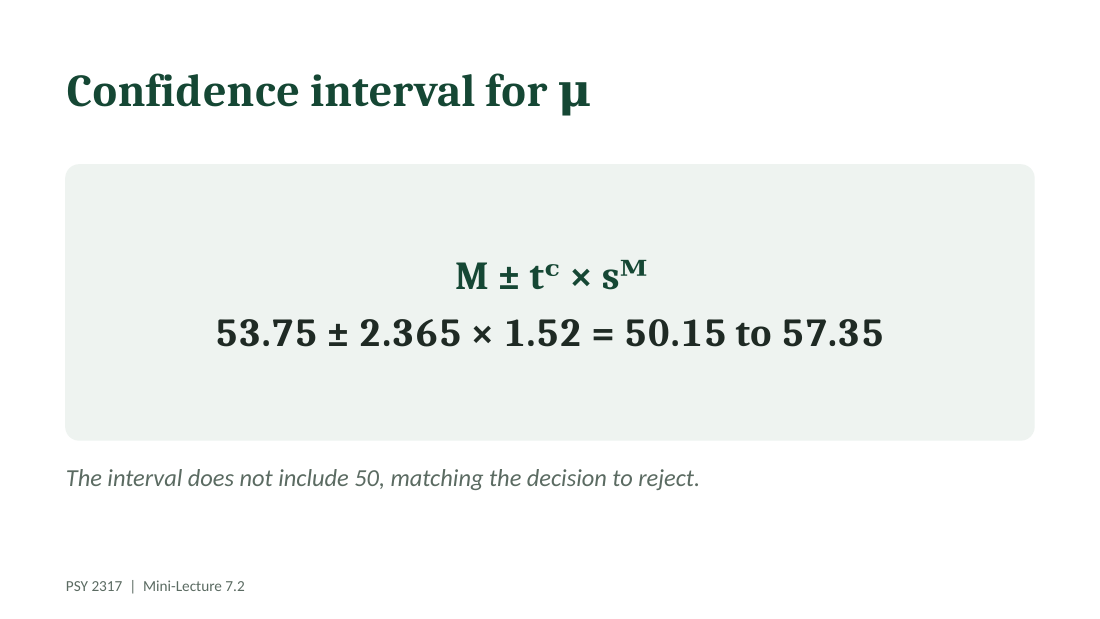 Confidence interval for μ
M ± tᶜ × sᴹ
53.75 ± 2.365 × 1.52 = 50.15 to 57.35
The interval does not include 50, matching the decision to reject.
PSY 2317 | Mini-Lecture 7.2